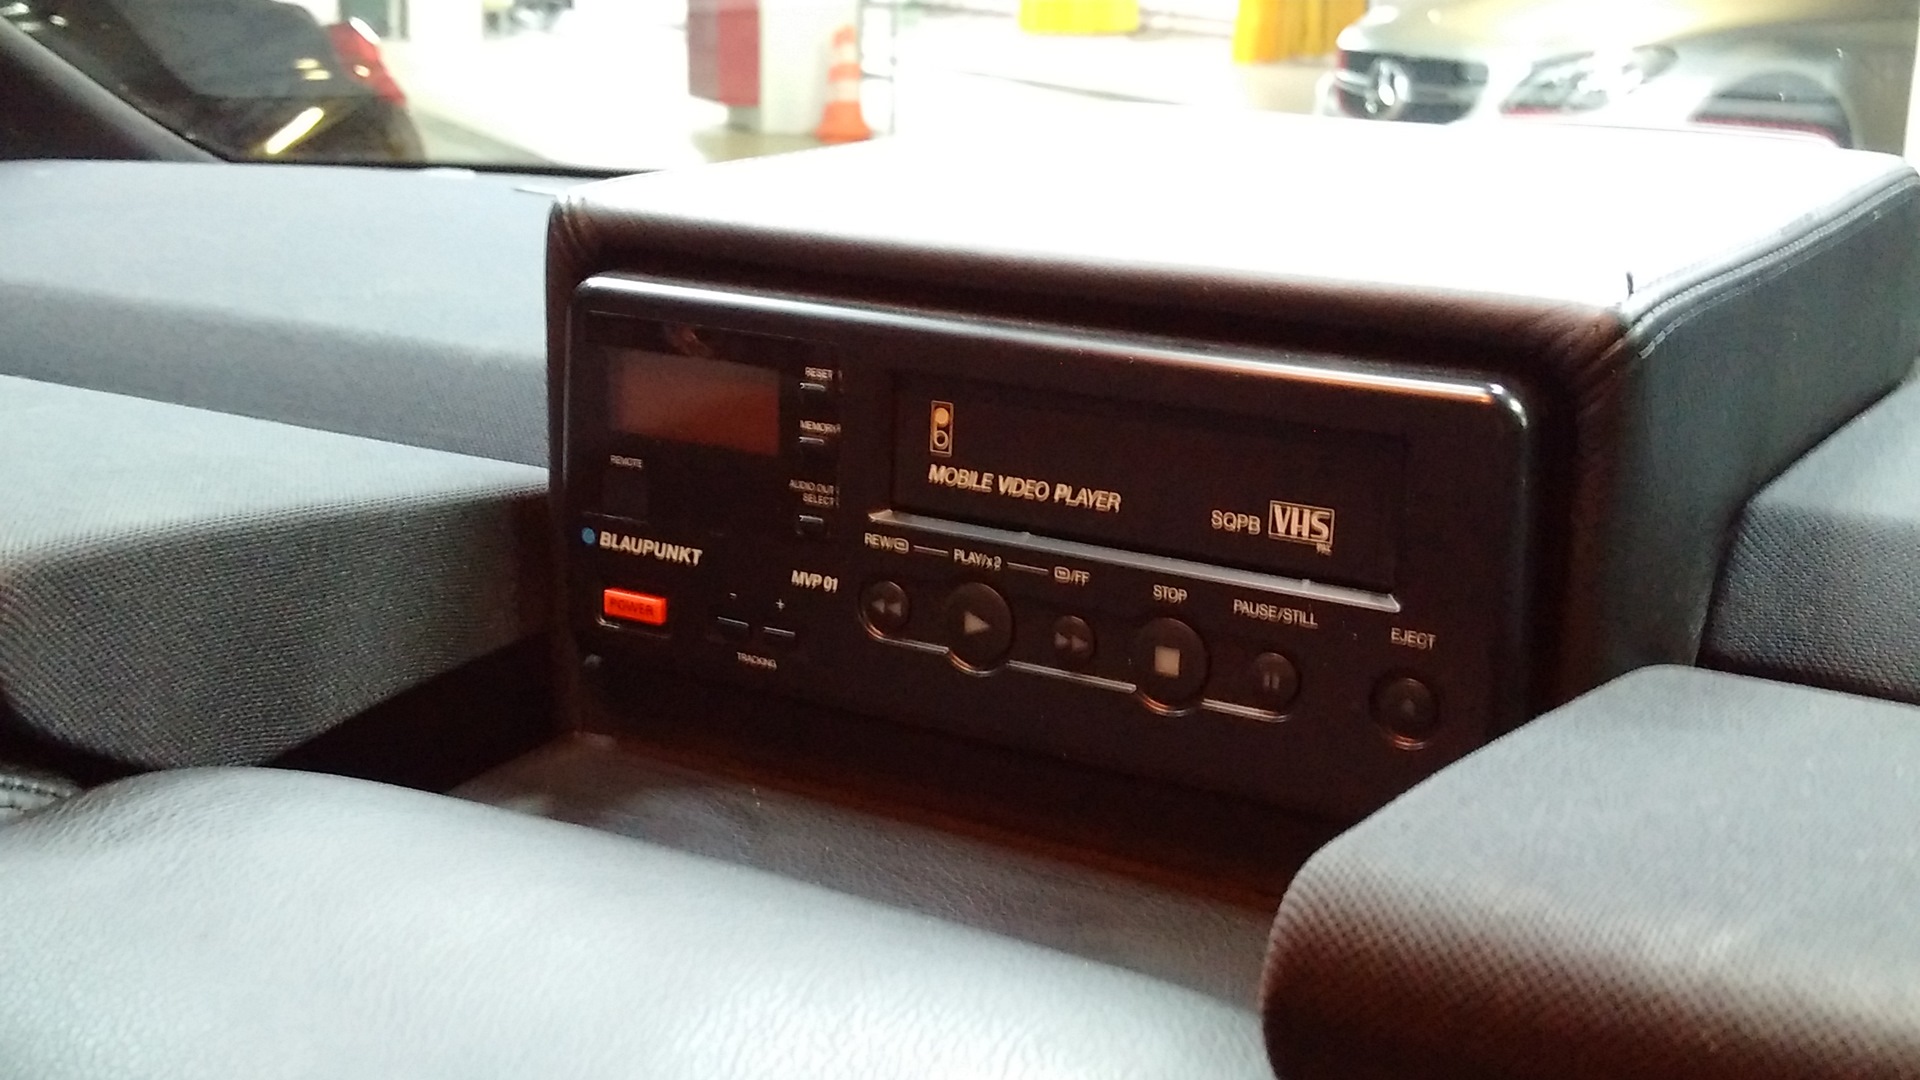 RESET
MEMORY
REMOTE
AUDIO OUT
SELECT
BLAUPUNKT
MVP 01
POWER
- +
TRACKING
MOBILE VIDEO PLAYER
SQPB VHS
PAL
REW/
PLAY/x2
/FF
STOP
PAUSE/STILL
EJECT